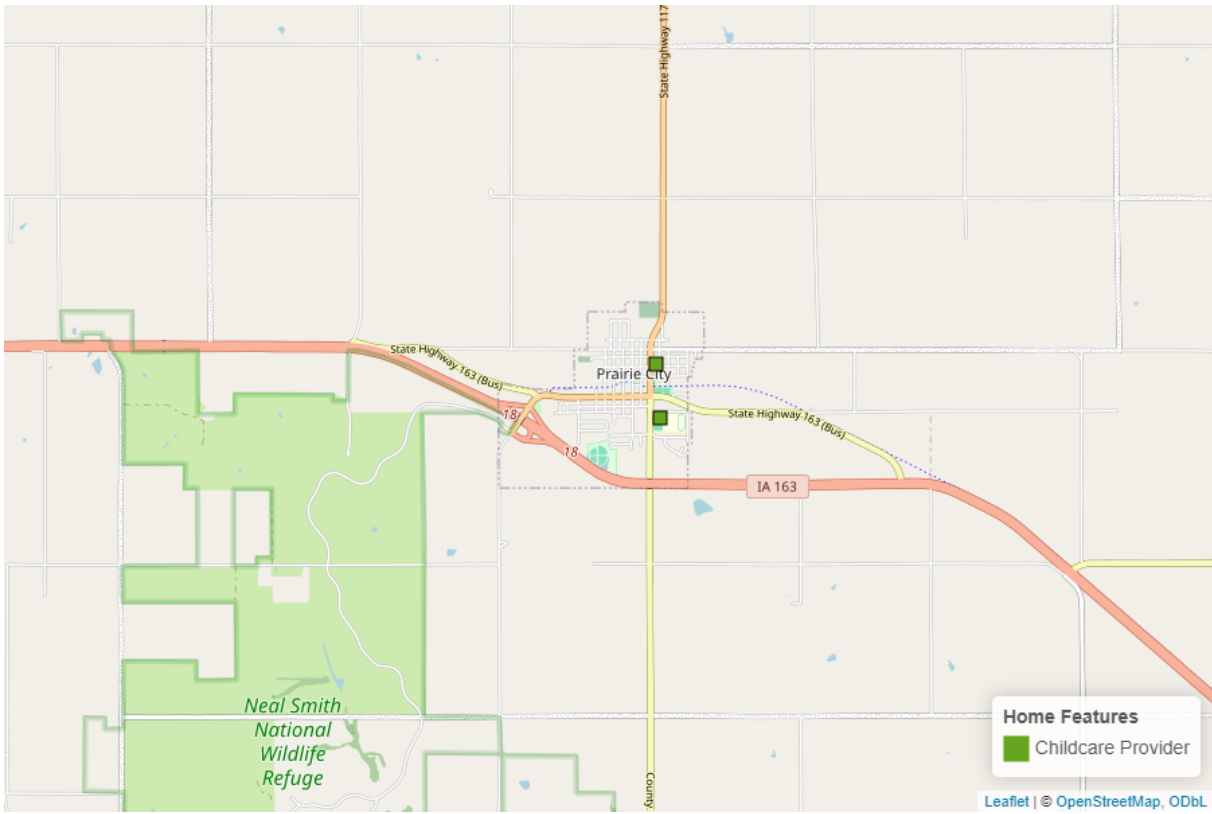 State Highway 117
State Highway 163 (Bus)
Prairie City
18
State Highway 163 (Bus)
18
IA 163
Neal Smith
National
Wildlife
Refuge
County
Home Features
Childcare Provider
Leaflet | © OpenStreetMap, ODbL